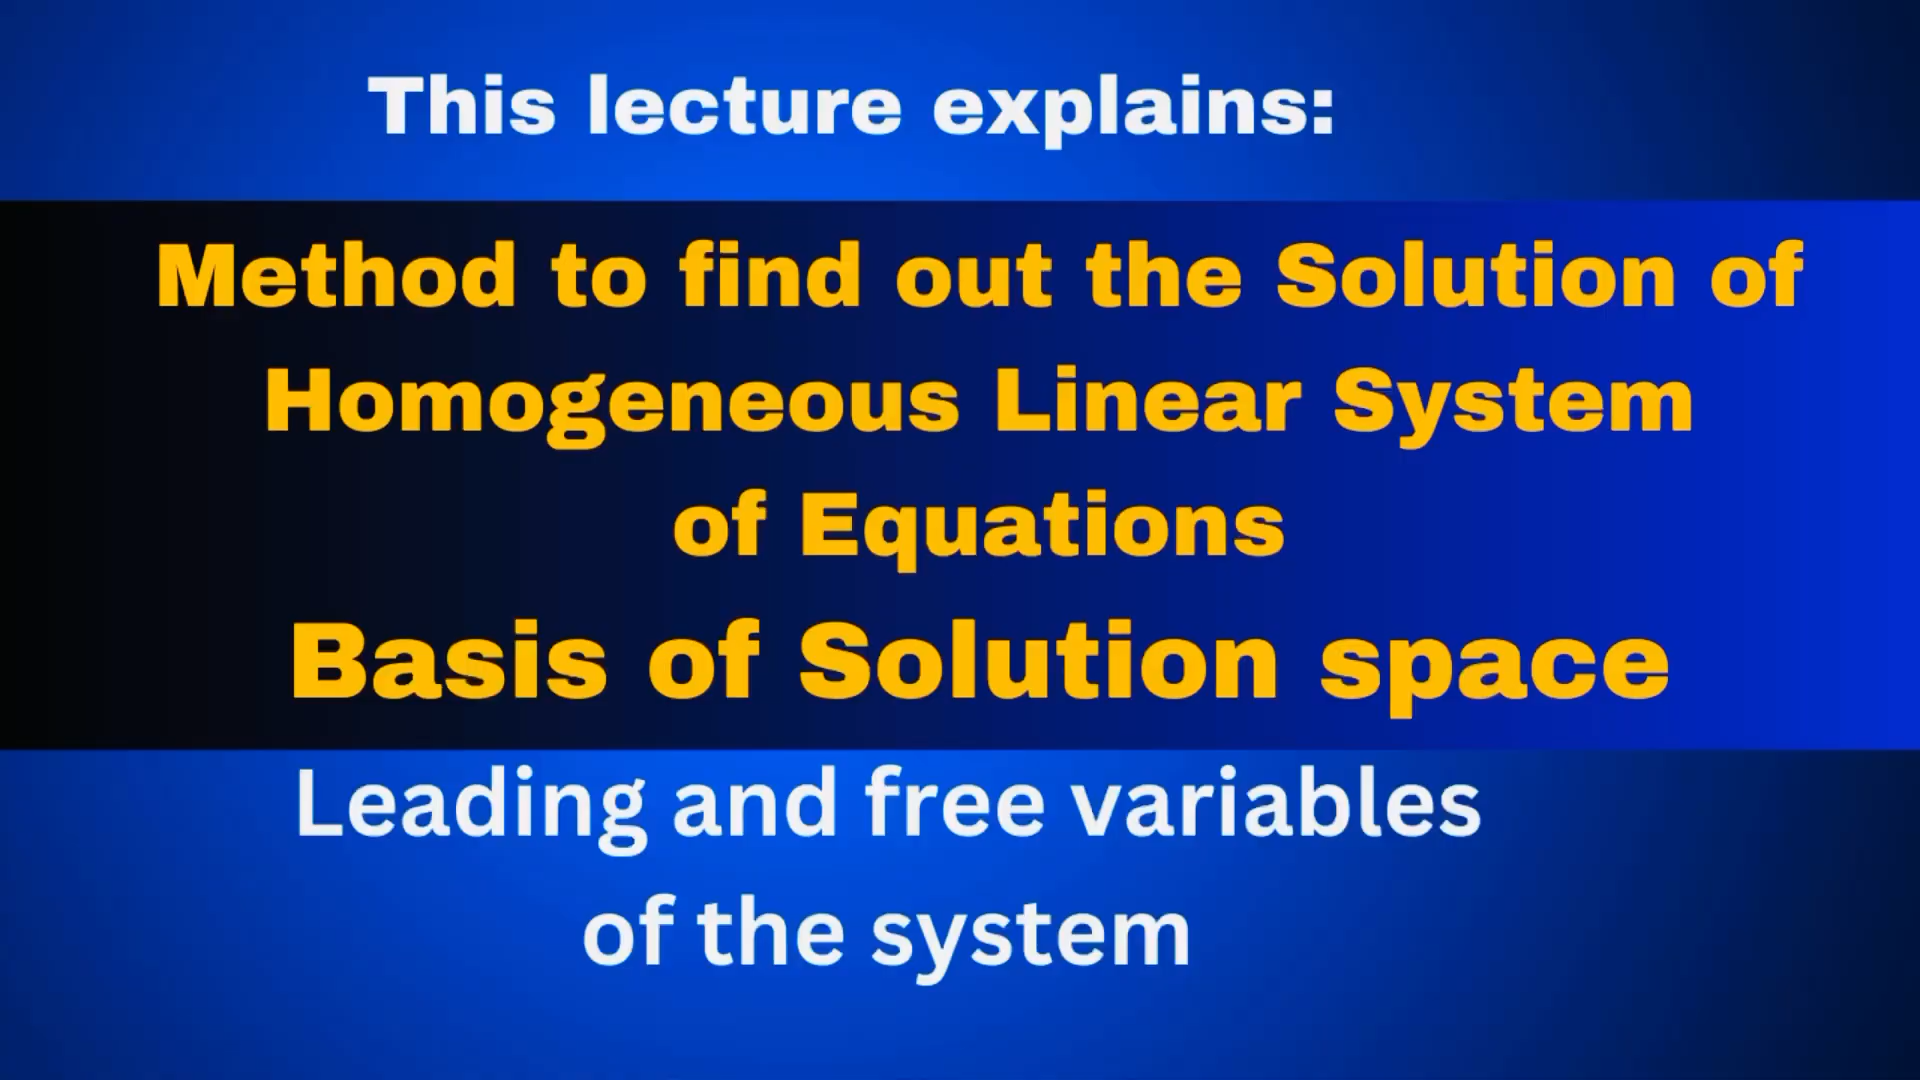 This lecture explains:
Method to find out the Solution of
Homogeneous Linear System
of Equations
Basis of Solution space
Leading and free variables
of the system